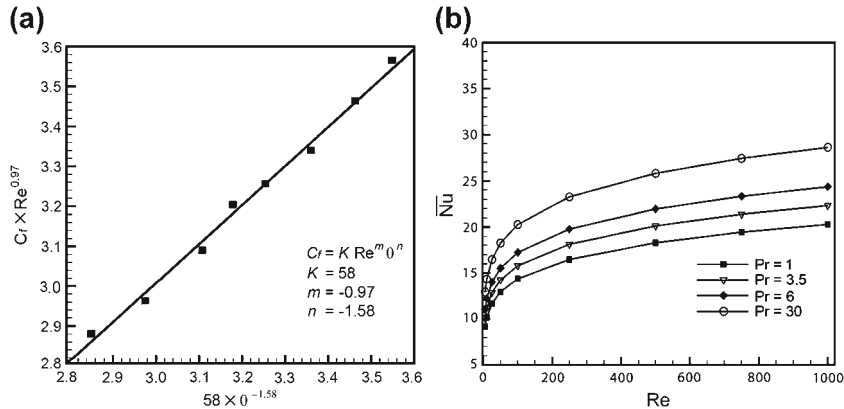 (a)
3.6
3.5
3.4
3.3
3.2
3.1
3.0
2.9
2.8
C_f × Re^0.97
C_f = K Re^m 0^n
K = 58
m = -0.97
n = -1.58
2.8 2.9 3.0 3.1 3.2 3.3 3.4 3.5 3.6
58 × 0^-1.58
(b)
40
35
30
25
20
15
10
5
N̅u̅
Pr = 1
Pr = 3.5
Pr = 6
Pr = 30
0 200 400 600 800 1000
Re